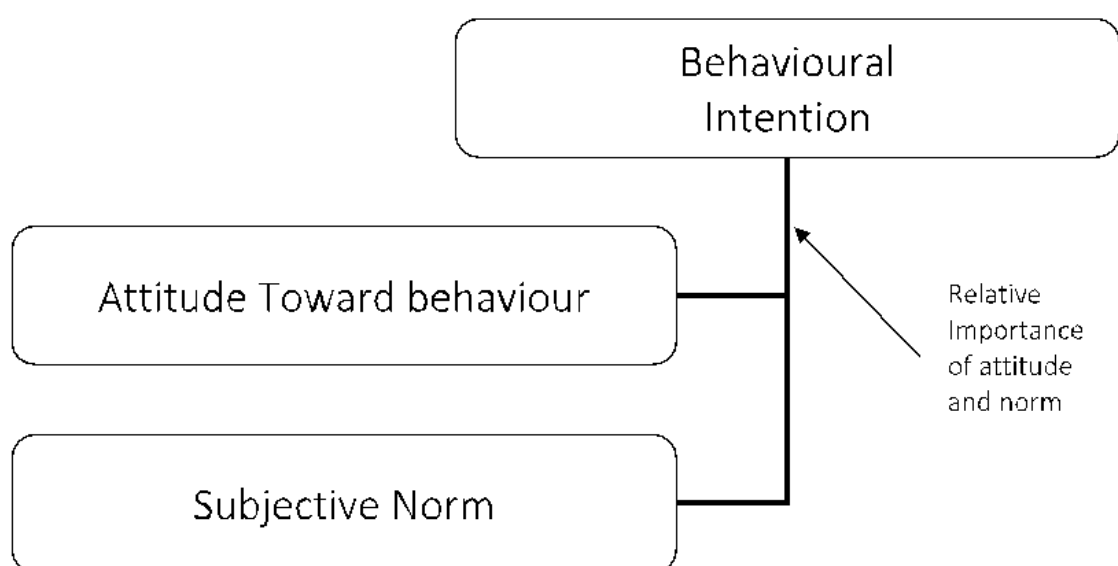 Behavioural
Intention
Attitude Toward behaviour
Relative
Importance
of attitude
and norm
Subjective Norm